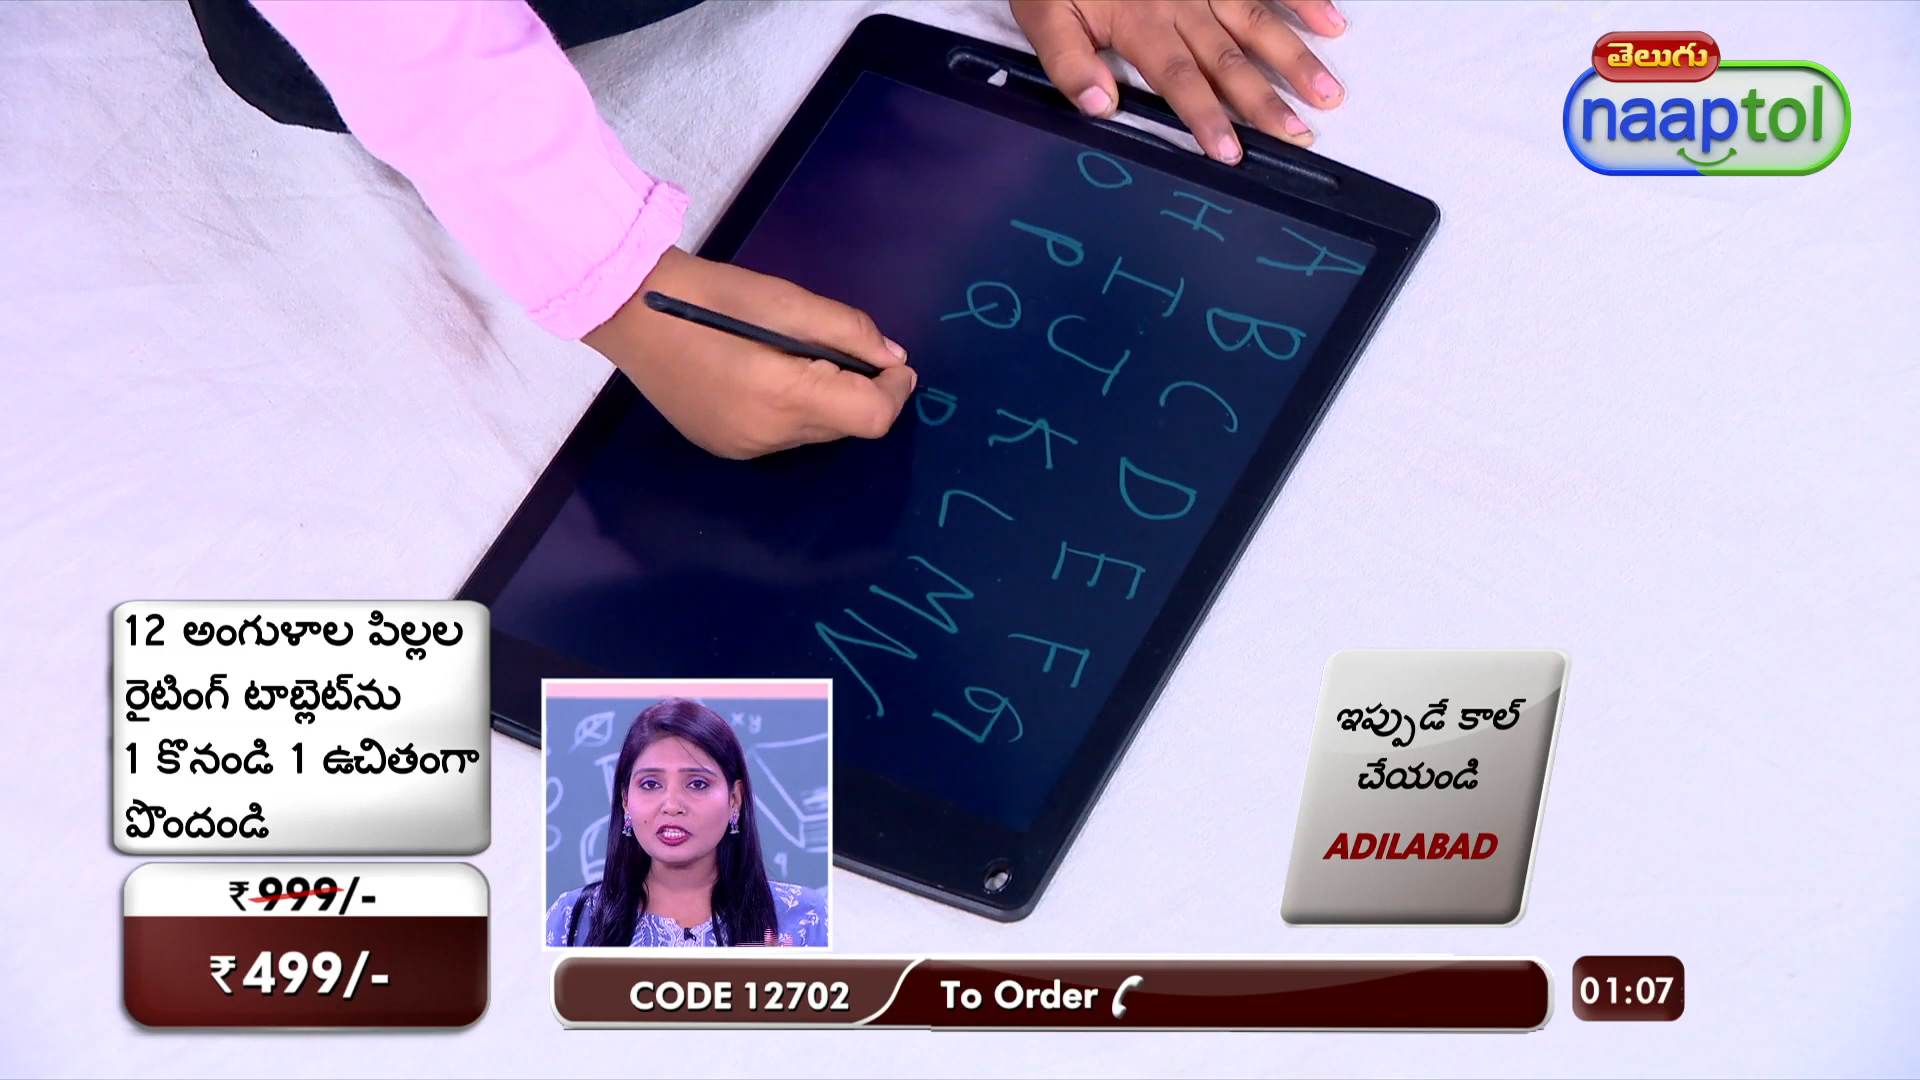 తెలుగు
naaptol
A B C D E F G
H I J K L M N
O P Q
12 అంగుళాల పిల్లల
రైటింగ్ టాబ్లెట్‌ను
1 కొనండి 1 ఉచితంగా
పొందండి
₹999/-
₹499/-
x y
ఇప్పుడే కాల్
చేయండి
ADILABAD
CODE 12702 To Order
01:07